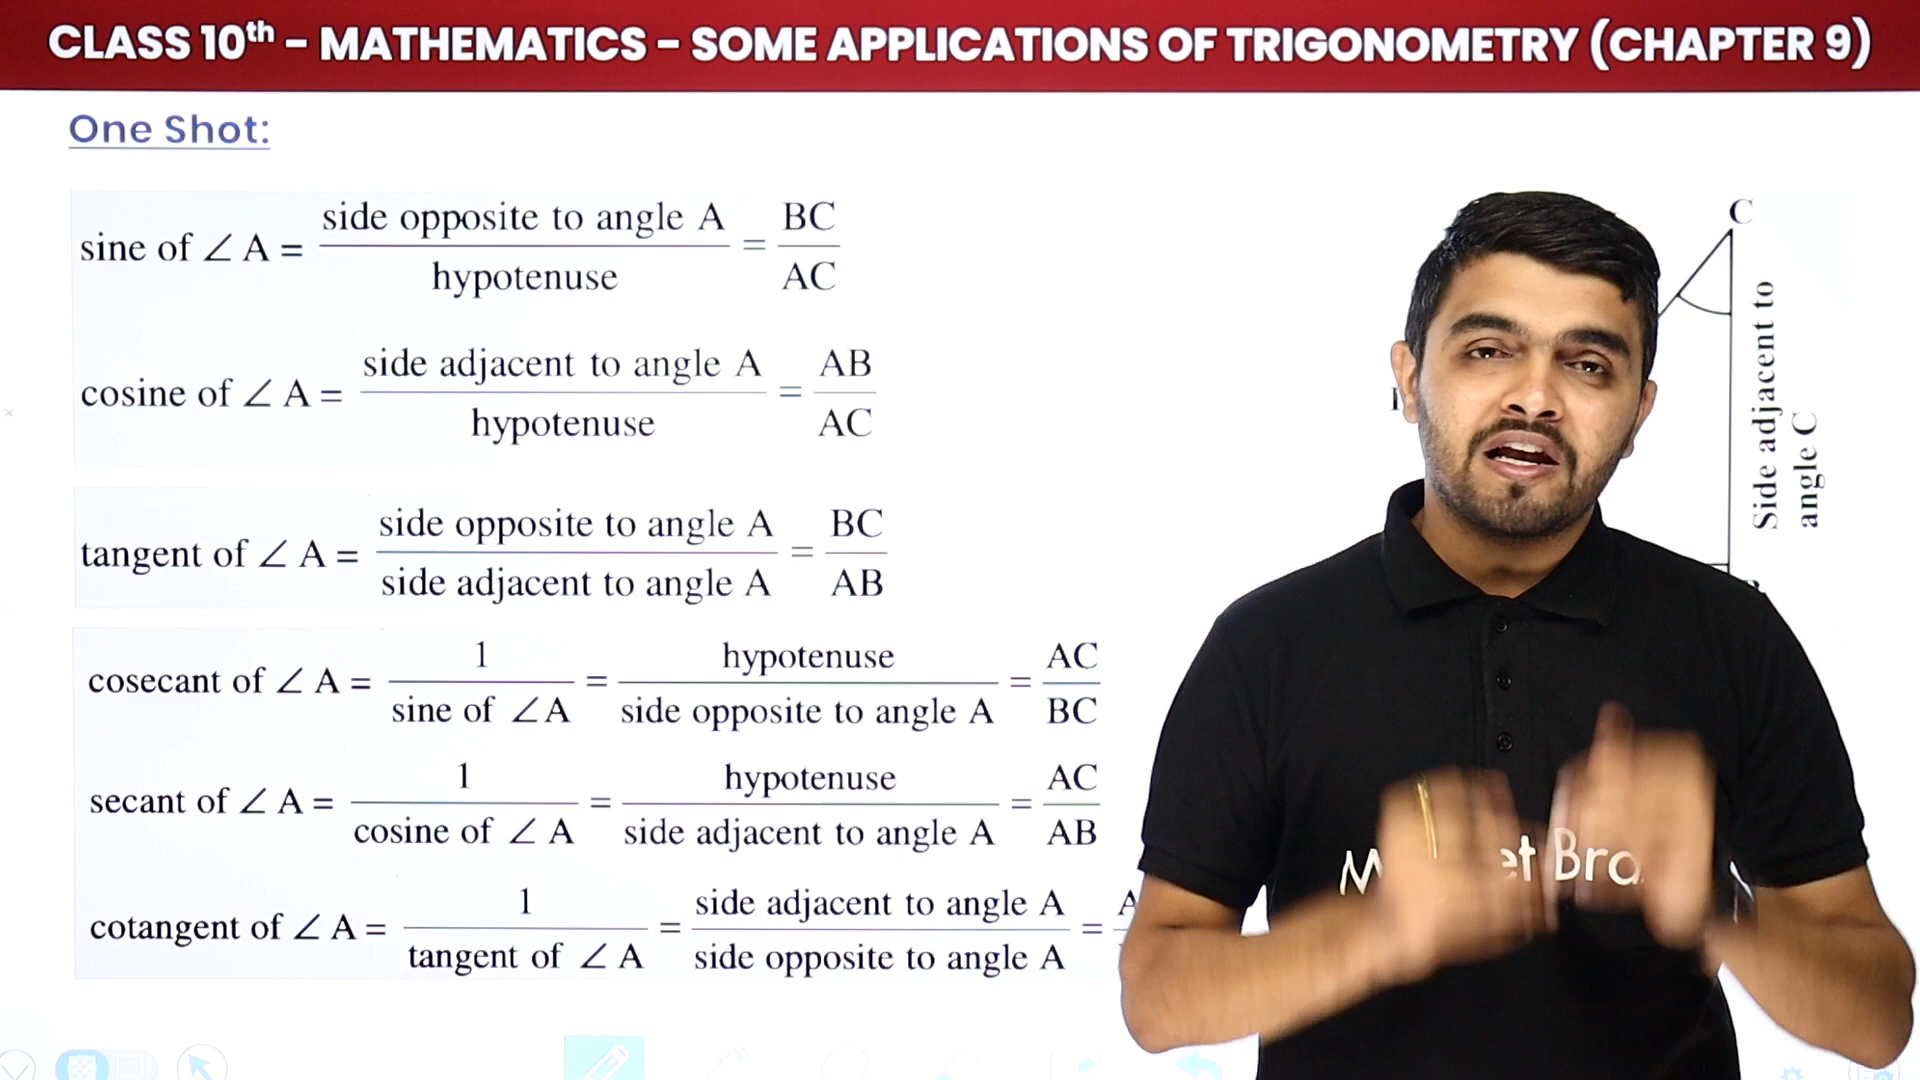 CLASS 10th – MATHEMATICS – SOME APPLICATIONS OF TRIGONOMETRY (CHAPTER 9)
One Shot:
sine of ∠ A = side opposite to angle A / hypotenuse = BC / AC
cosine of ∠ A = side adjacent to angle A / hypotenuse = AB / AC
tangent of ∠ A = side opposite to angle A / side adjacent to angle A = BC / AB
cosecant of ∠ A = 1 / sine of ∠A = hypotenuse / side opposite to angle A = AC / BC
secant of ∠ A = 1 / cosine of ∠ A = hypotenuse / side adjacent to angle A = AC / AB
cotangent of ∠ A = 1 / tangent of ∠ A = side adjacent to angle A / side opposite to angle A = A
C
Side adjacent to
angle C